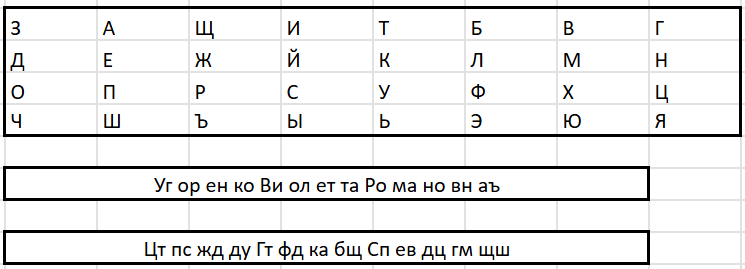 З А Щ И Т Б В Г
Д Е Ж Й К Л М Н
О П Р С У Ф Х Ц
Ч Ш Ъ Ы Ь Э Ю Я
Уг ор ен ко Ви ол ет та Ро ма но вн аъ
Цт пс жд ду Гт фд ка бщ Сп ев дц гм щш